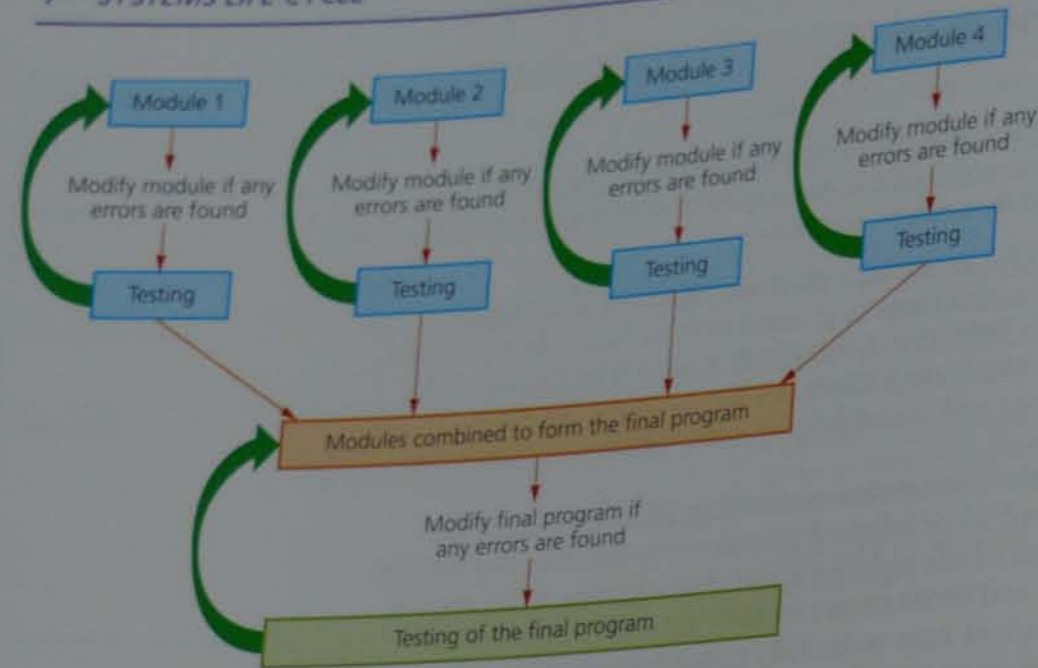 SYSTEMS LIFE CYCLE
Module 1
Module 2
Module 3
Module 4
Modify module if any
errors are found
Modify module if any
errors are found
Modify module if any
errors are found
Modify module if any
errors are found
Testing
Testing
Testing
Testing
Modules combined to form the final program
Modify final program if
any errors are found
Testing of the final program